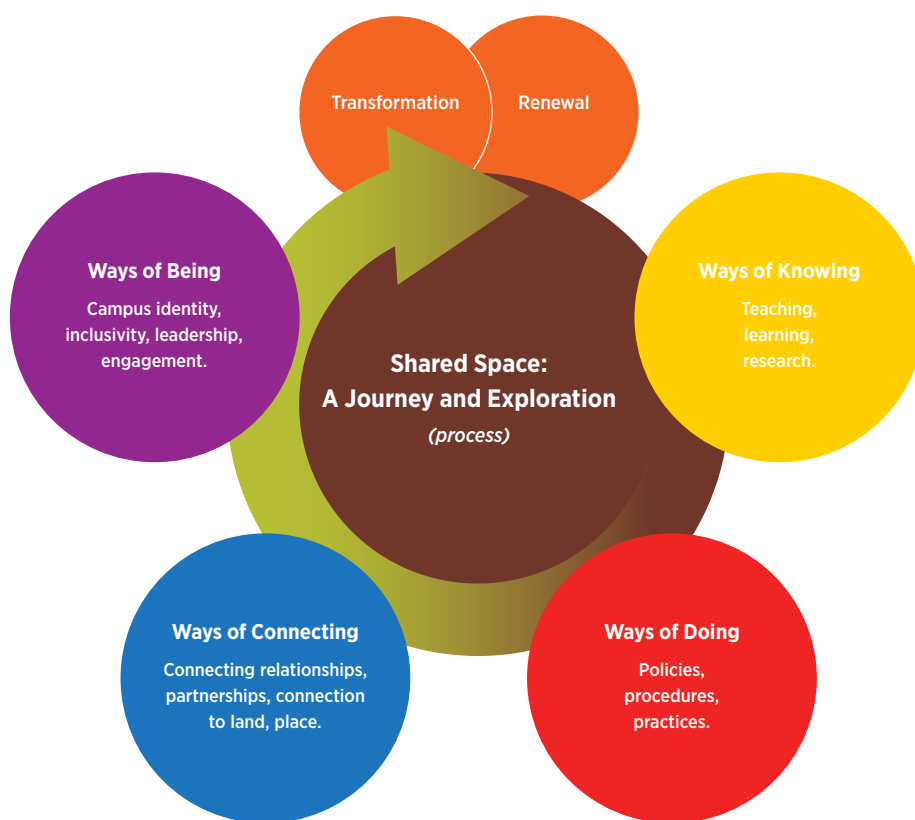 Transformation
Renewal
Ways of Being
Campus identity,
inclusivity, leadership,
engagement.
Ways of Knowing
Teaching,
learning,
research.
Shared Space:
A Journey and Exploration
(process)
Ways of Connecting
Connecting relationships,
partnerships, connection
to land, place.
Ways of Doing
Policies,
procedures,
practices.